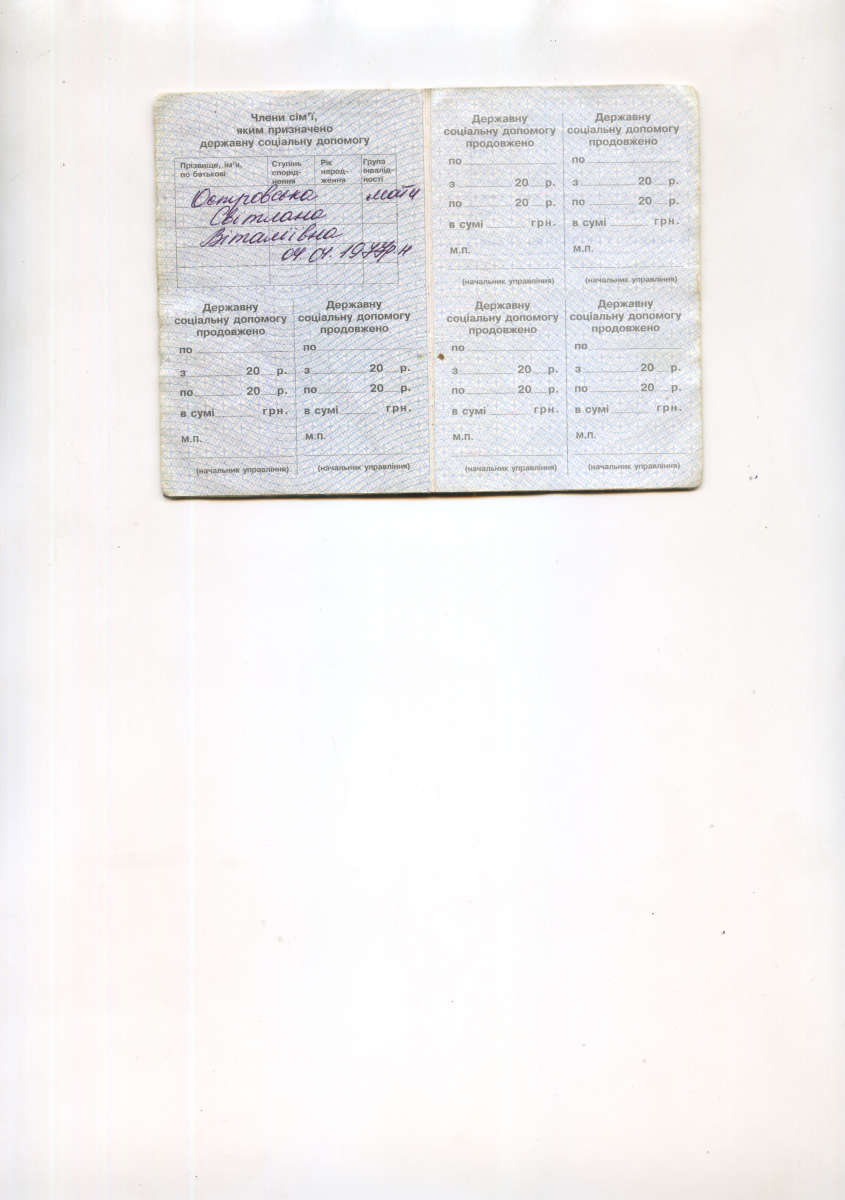 Члени сім'ї,
яким призначено
державну соціальну допомогу
Прізвище, ім'я,
по батькові
Ступінь
спорід-
нення
Рік
народ-
ження
Група
інвалід-
ності
Островська мати
Світлана
Віталіївна
04.01.1977р н
Державну
соціальну допомогу
продовжено
по
з 20 р.
по 20 р.
в сумі грн.
М.П.
(начальник управління)
Державну
соціальну допомогу
продовжено
по
з 20 р.
по 20 р.
в сумі грн.
М.П.
(начальник управління)
Державну
соціальну допомогу
продовжено
по
з 20 р.
по 20 р.
в сумі грн.
М.П.
(начальник управління)
Державну
соціальну допомогу
продовжено
по
з 20 р.
по 20 р.
в сумі грн.
М.П.
(начальник управління)
Державну
соціальну допомогу
продовжено
по
з 20 р.
по 20 р.
в сумі грн.
М.П.
(начальник управління)
Державну
соціальну допомогу
продовжено
по
з 20 р.
по 20 р.
в сумі грн.
М.П.
(начальник управління)